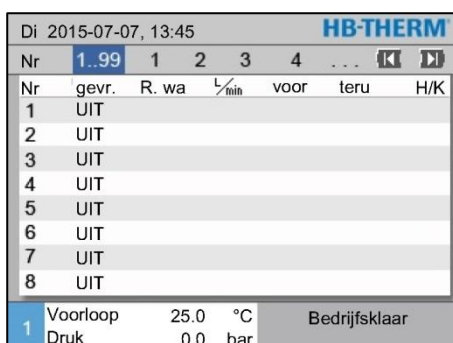 Di 2015-07-07, 13:45 HB-THERM
Nr 1..99 1 2 3 4 ...
Nr gevr. R. wa L/min voor teru H/K
1 UIT
2 UIT
3 UIT
4 UIT
5 UIT
6 UIT
7 UIT
8 UIT
1 Voorloop 25.0 °C Bedrijfsklaar
Druk 0.0 bar